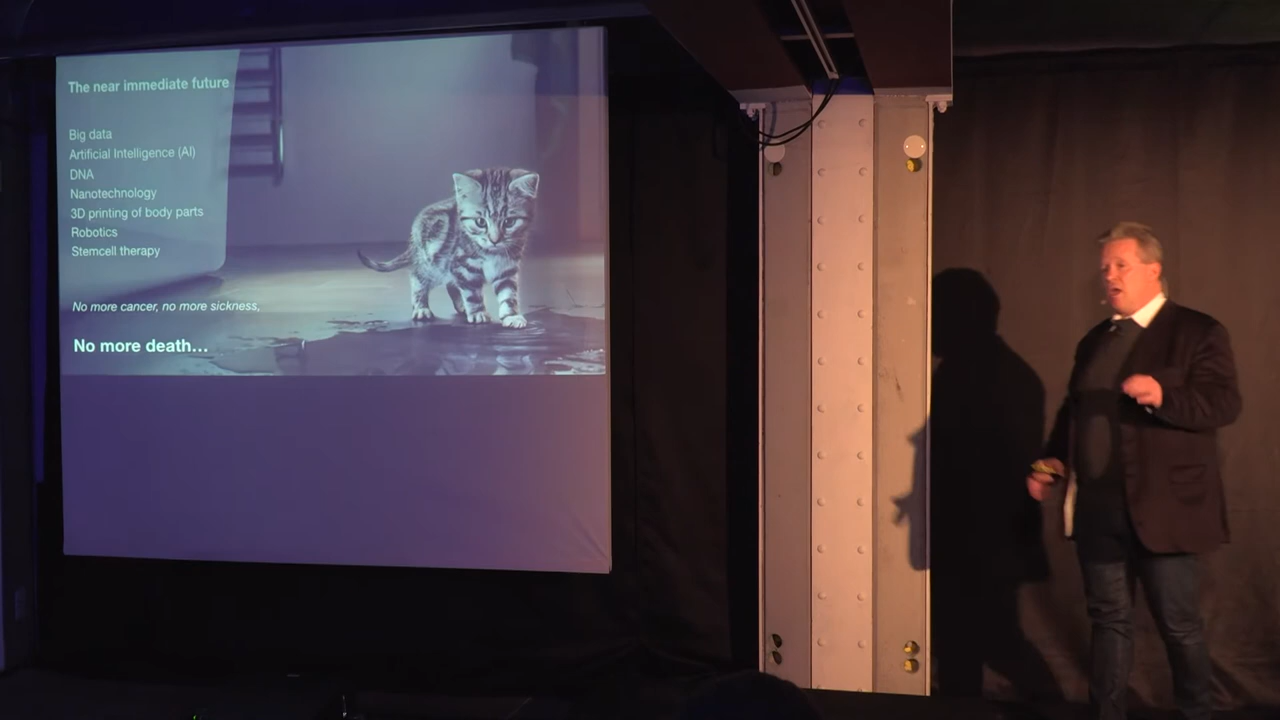 The near immediate future
Big data
Artificial Intelligence (AI)
DNA
Nanotechnology
3D printing of body parts
Robotics
Stemcell therapy
No more cancer, no more sickness,
No more death...